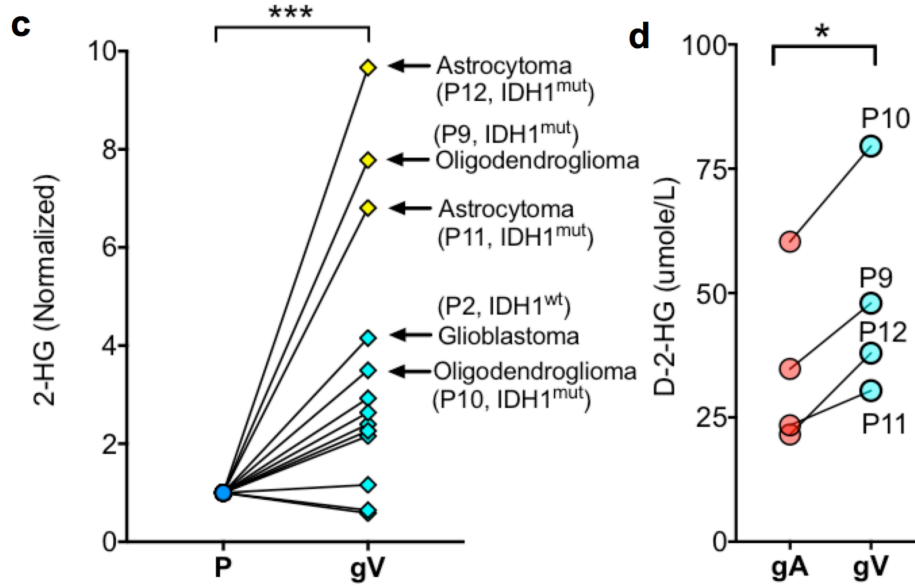 c
***
2-HG (Normalized)
10
8
6
4
2
0
P
gV
Astrocytoma
(P12, IDH1mut)
(P9, IDH1mut)
Oligodendroglioma
Astrocytoma
(P11, IDH1mut)
(P2, IDH1wt)
Glioblastoma
Oligodendroglioma
(P10, IDH1mut)
d
*
D-2-HG (umole/L)
100
75
50
25
0
P10
P9
P12
P11
gA
gV